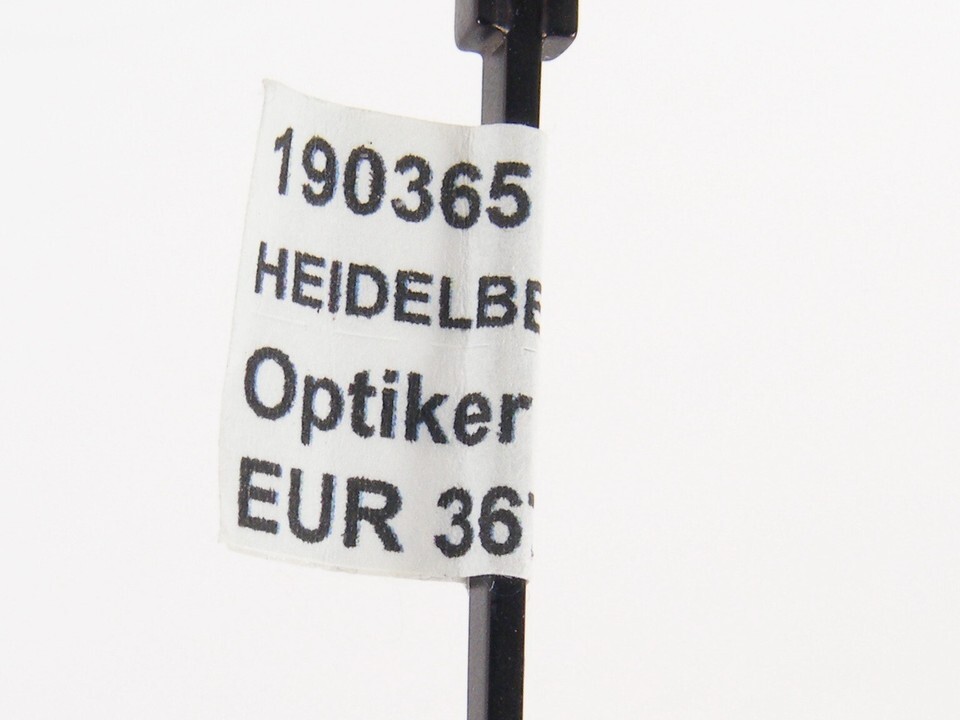 190365
HEIDELBE
Optiker
EUR 36